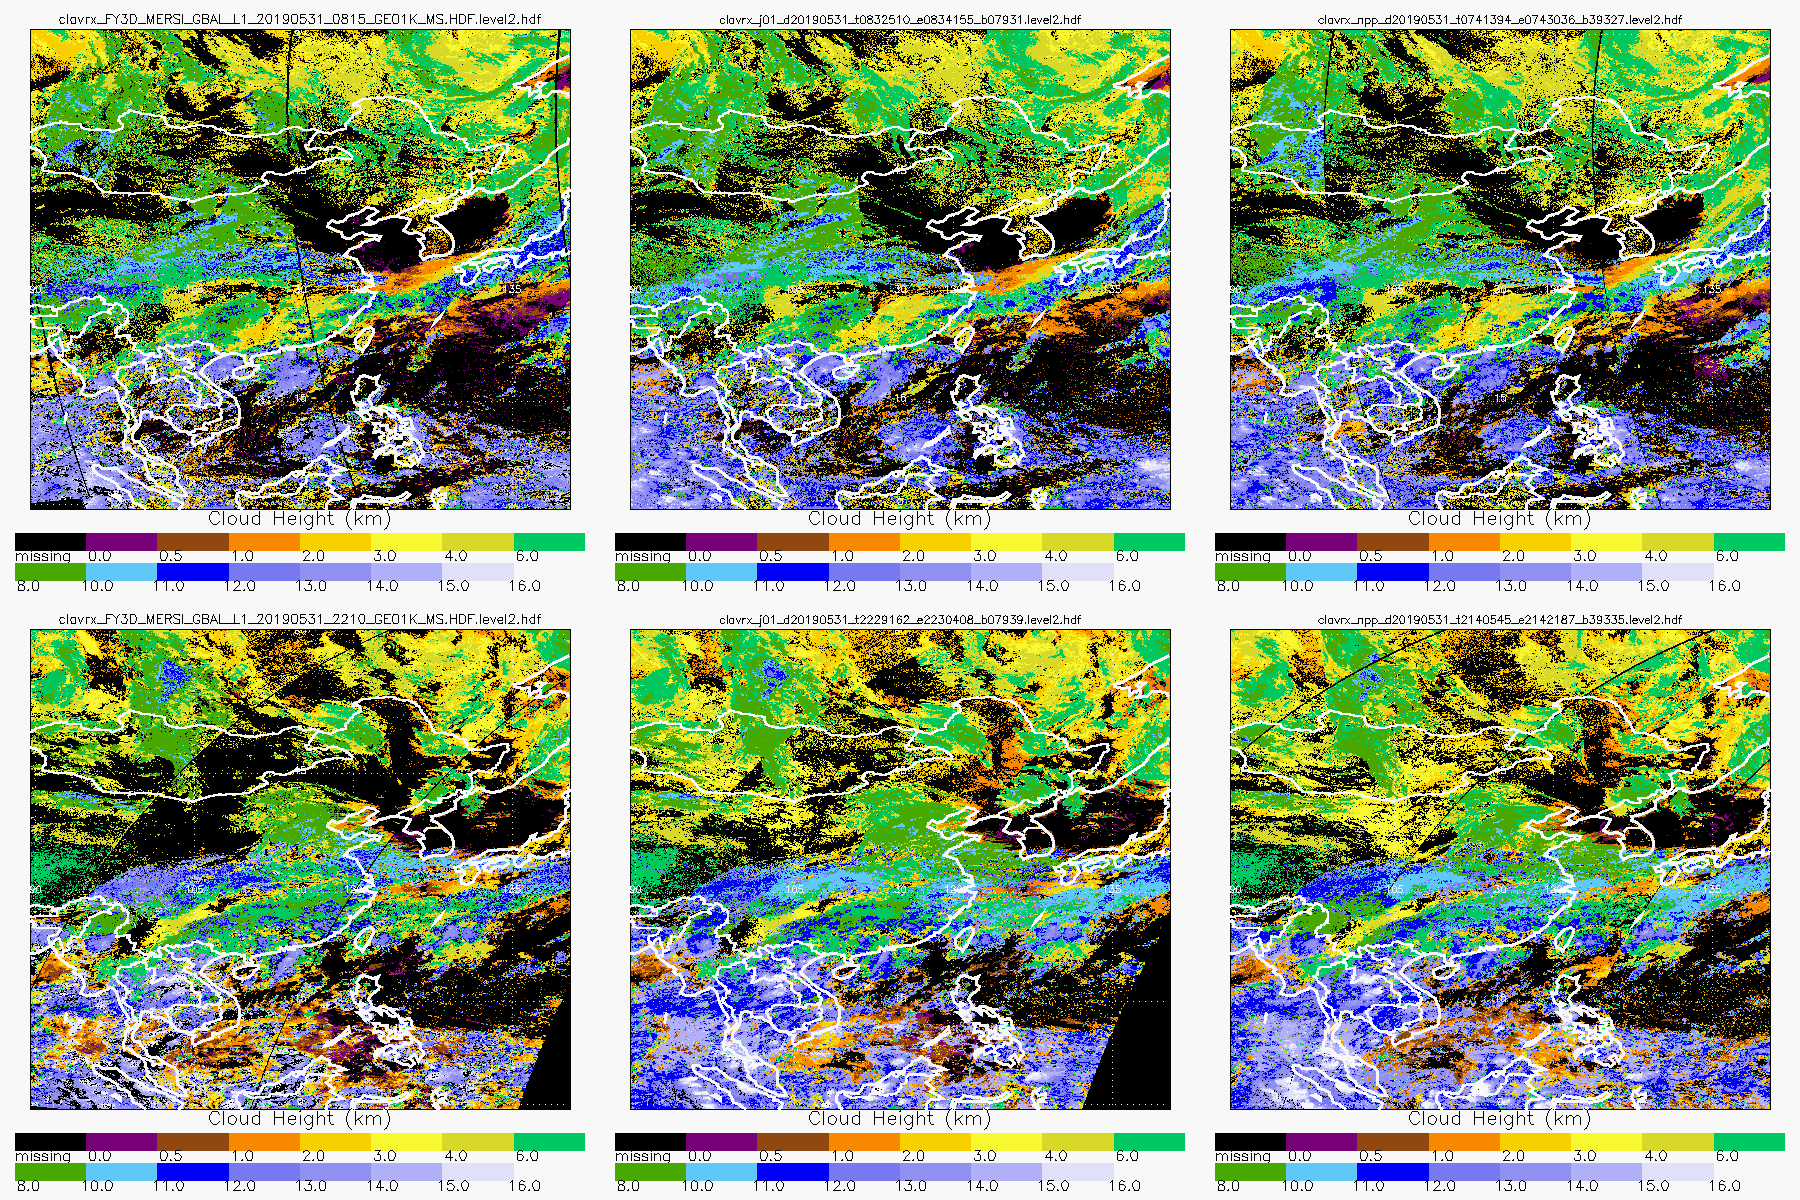 clavrx_FY3D_MERSI_GBAL_L1_20190531_0815_GEO1K_MS.HDF.level2.hdf
clavrx_j01_d20190531_t0832510_e0834155_b07931.level2.hdf
clavrx_npp_d20190531_t0741394_e0743036_b39327.level2.hdf
Cloud Height (km)
Cloud Height (km)
Cloud Height (km)
missing 0.0 0.5 1.0 2.0 3.0 4.0 6.0
8.0 10.0 11.0 12.0 13.0 14.0 15.0 16.0
missing 0.0 0.5 1.0 2.0 3.0 4.0 6.0
8.0 10.0 11.0 12.0 13.0 14.0 15.0 16.0
missing 0.0 0.5 1.0 2.0 3.0 4.0 6.0
8.0 10.0 11.0 12.0 13.0 14.0 15.0 16.0
clavrx_FY3D_MERSI_GBAL_L1_20190531_2210_GEO1K_MS.HDF.level2.hdf
clavrx_j01_d20190531_t2229162_e2230408_b07939.level2.hdf
clavrx_npp_d20190531_t2140545_e2142187_b39335.level2.hdf
Cloud Height (km)
Cloud Height (km)
Cloud Height (km)
missing 0.0 0.5 1.0 2.0 3.0 4.0 6.0
8.0 10.0 11.0 12.0 13.0 14.0 15.0 16.0
missing 0.0 0.5 1.0 2.0 3.0 4.0 6.0
8.0 10.0 11.0 12.0 13.0 14.0 15.0 16.0
missing 0.0 0.5 1.0 2.0 3.0 4.0 6.0
8.0 10.0 11.0 12.0 13.0 14.0 15.0 16.0